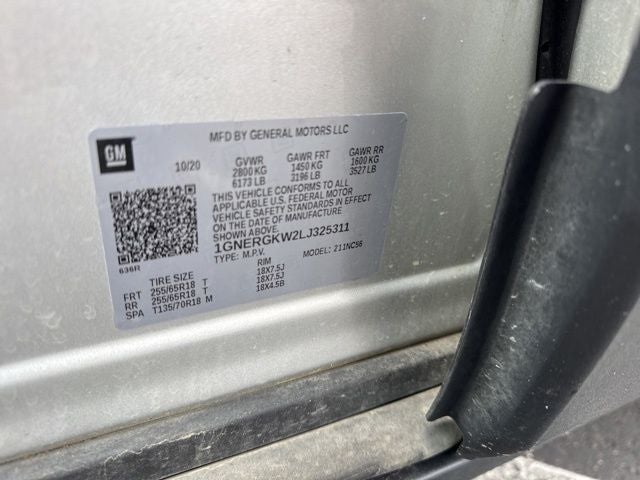 MFD BY GENERAL MOTORS LLC
GM
10/20 GVWR GAWR FRT GAWR RR
2800 KG 1450 KG 1600 KG
6173 LB 3196 LB 3527 LB
THIS VEHICLE CONFORMS TO ALL
APPLICABLE U.S. FEDERAL MOTOR
VEHICLE SAFETY STANDARDS IN EFFECT
ON THE DATE OF MANUFACTURE
SHOWN ABOVE.
1GNERGKW2LJ325311
TYPE: M.P.V. MODEL: 211NC56
636R
TIRE SIZE RIM
FRT 255/65R18 T 18X7.5J
RR 255/65R18 T 18X7.5J
SPA T135/70R18 M 18X4.5B